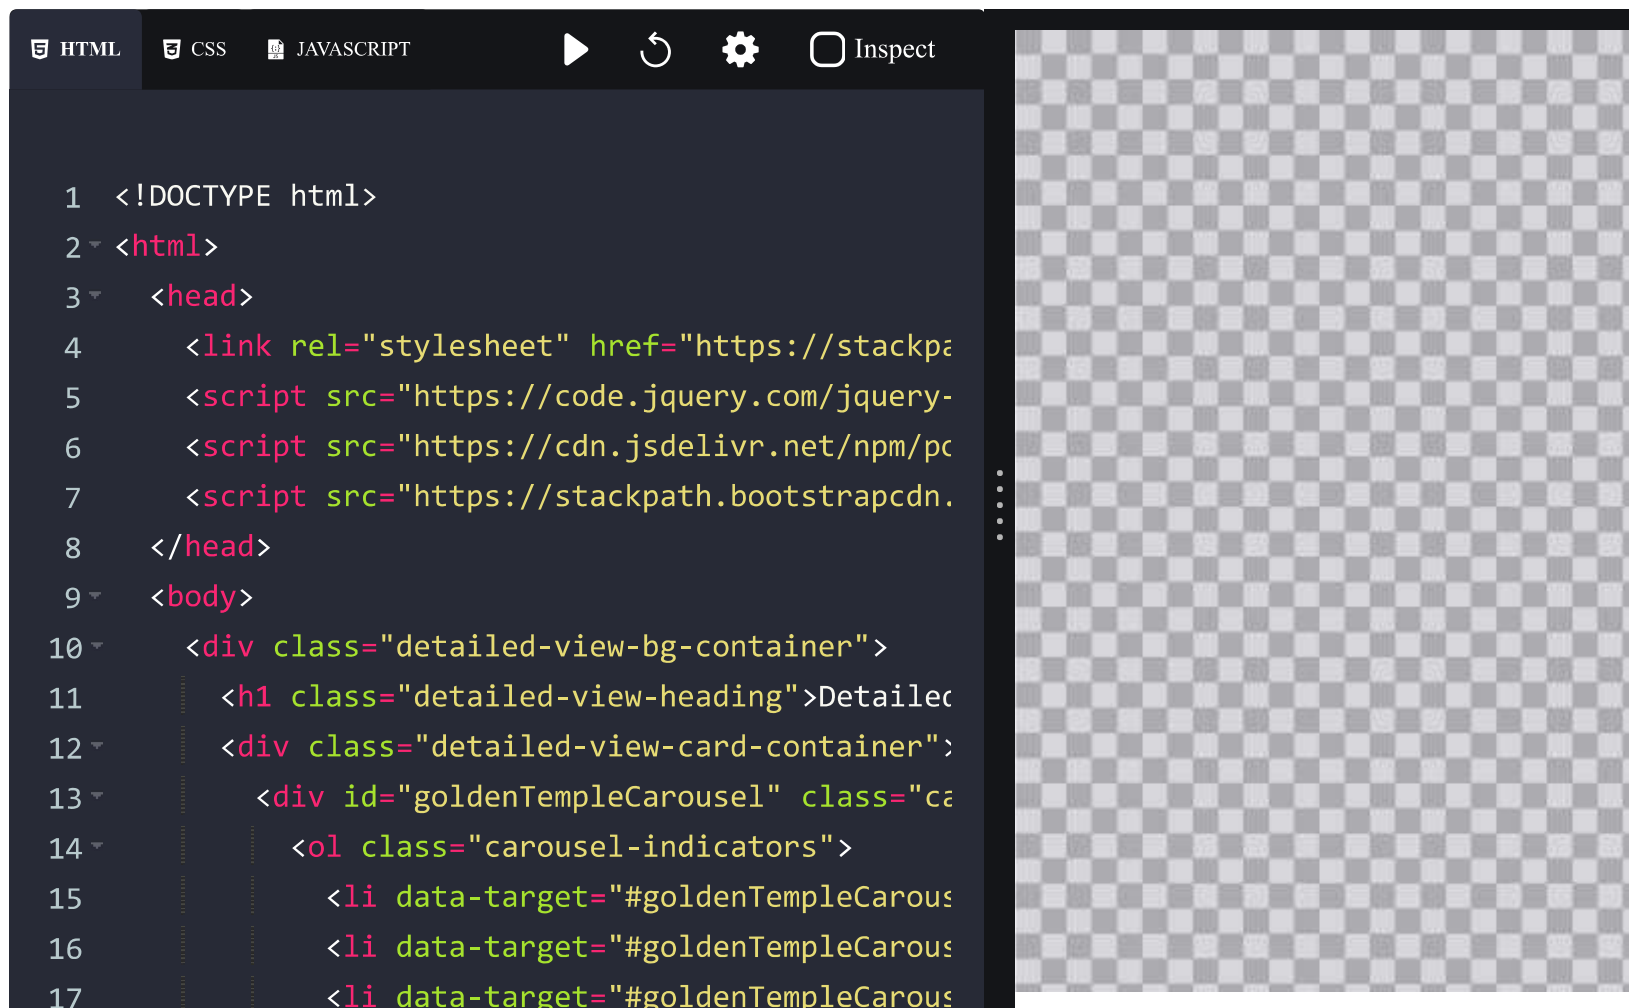 HTML CSS JAVASCRIPT Inspect
1 <!DOCTYPE html>
2 <html>
3 <head>
4 <link rel="stylesheet" href="https://stackpa
5 <script src="https://code.jquery.com/jquery-
6 <script src="https://cdn.jsdelivr.net/npm/po
7 <script src="https://stackpath.bootstrapcdn.
8 </head>
9 <body>
10 <div class="detailed-view-bg-container">
11 <h1 class="detailed-view-heading">Detailed
12 <div class="detailed-view-card-container">
13 <div id="goldenTempleCarousel" class="ca
14 <ol class="carousel-indicators">
15 <li data-target="#goldenTempleCarous
16 <li data-target="#goldenTempleCarous
17 <li data-target="#goldenTempleCarous